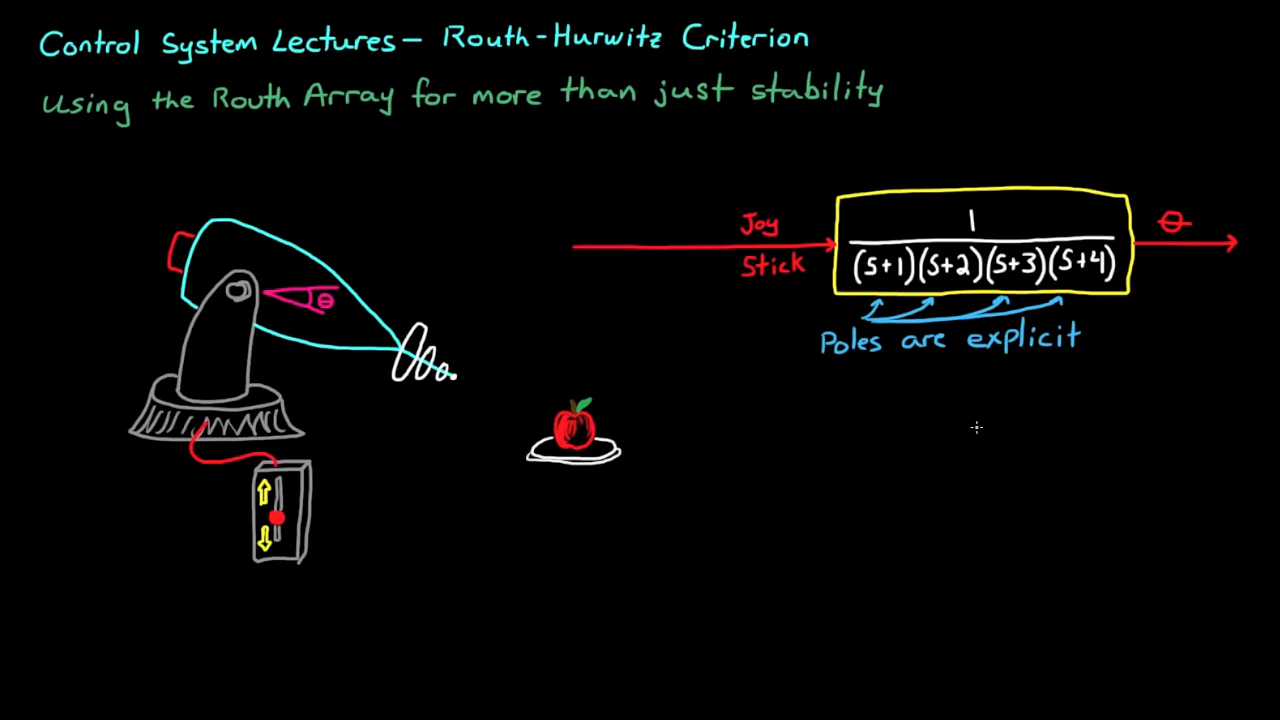 Control System Lectures – Routh-Hurwitz Criterion
Using the Routh Array for more than just stability
Joy
Stick
1
(s+1)(s+2)(s+3)(s+4)
θ
θ
Poles are explicit